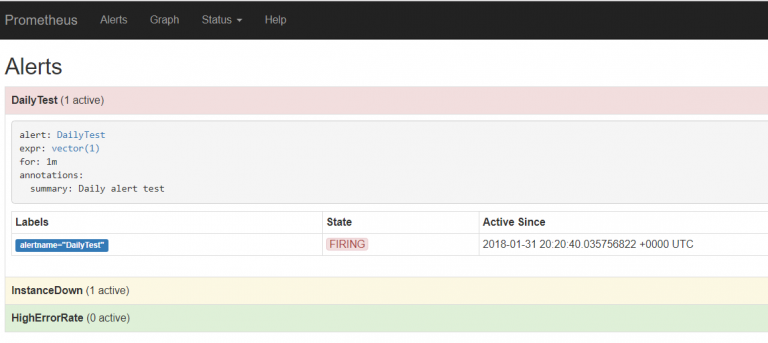 Prometheus Alerts Graph Status Help
Alerts
DailyTest (1 active)
alert: DailyTest
expr: vector(1)
for: 1m
annotations:
  summary: Daily alert test
Labels State Active Since
alertname="DailyTest" FIRING 2018-01-31 20:20:40.035756822 +0000 UTC
InstanceDown (1 active)
HighErrorRate (0 active)